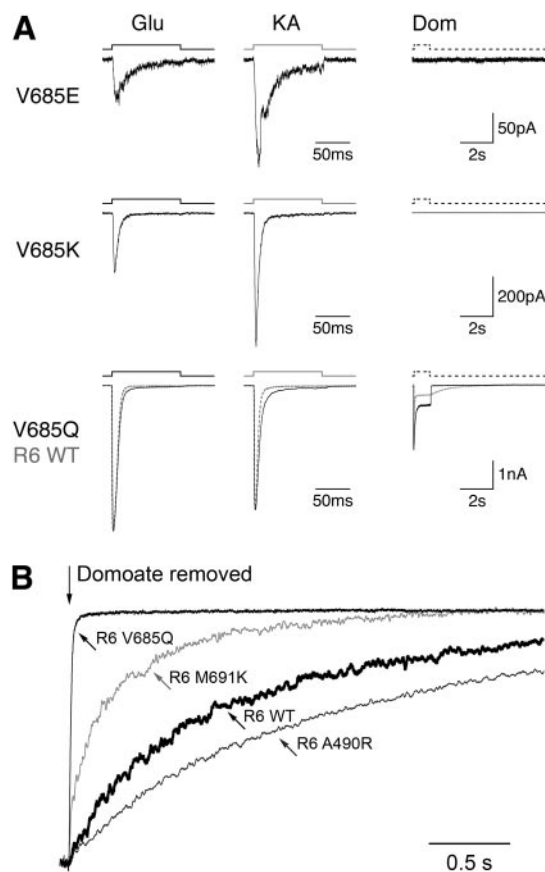 A
Glu KA Dom
V685E
50pA
50ms 2s
V685K
200pA
50ms 2s
V685Q
R6 WT
1nA
50ms 2s
B
Domoate removed
R6 V685Q
R6 M691K
R6 WT
R6 A490R
0.5 s